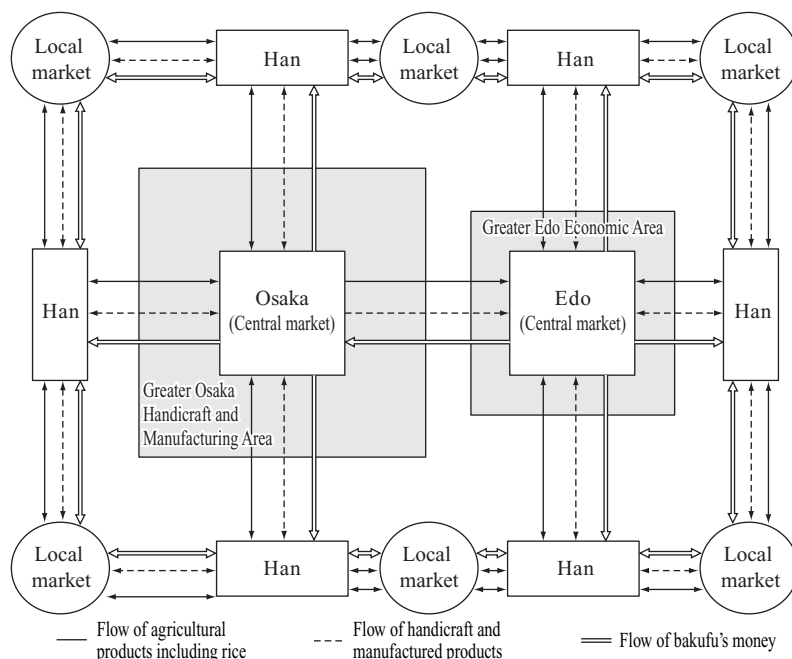 Local
market
Han
Local
market
Han
Local
market
Greater Edo Economic Area
Han
Osaka
(Central market)
Edo
(Central market)
Han
Greater Osaka
Handicraft and
Manufacturing Area
Local
market
Han
Local
market
Han
Local
market
Flow of agricultural
products including rice
Flow of handicraft and
manufactured products
Flow of bakufu's money